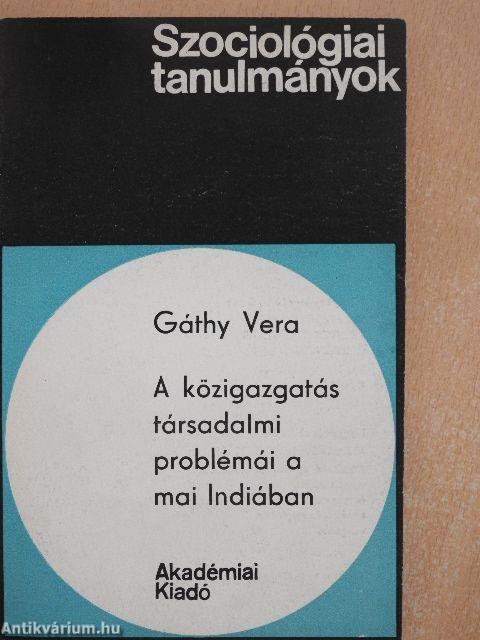 Szociológiai
tanulmányok
Gáthy Vera
A közigazgatás
társadalmi
problémái a
mai Indiában
Akadémiai
Kiadó
Antikvárium.hu